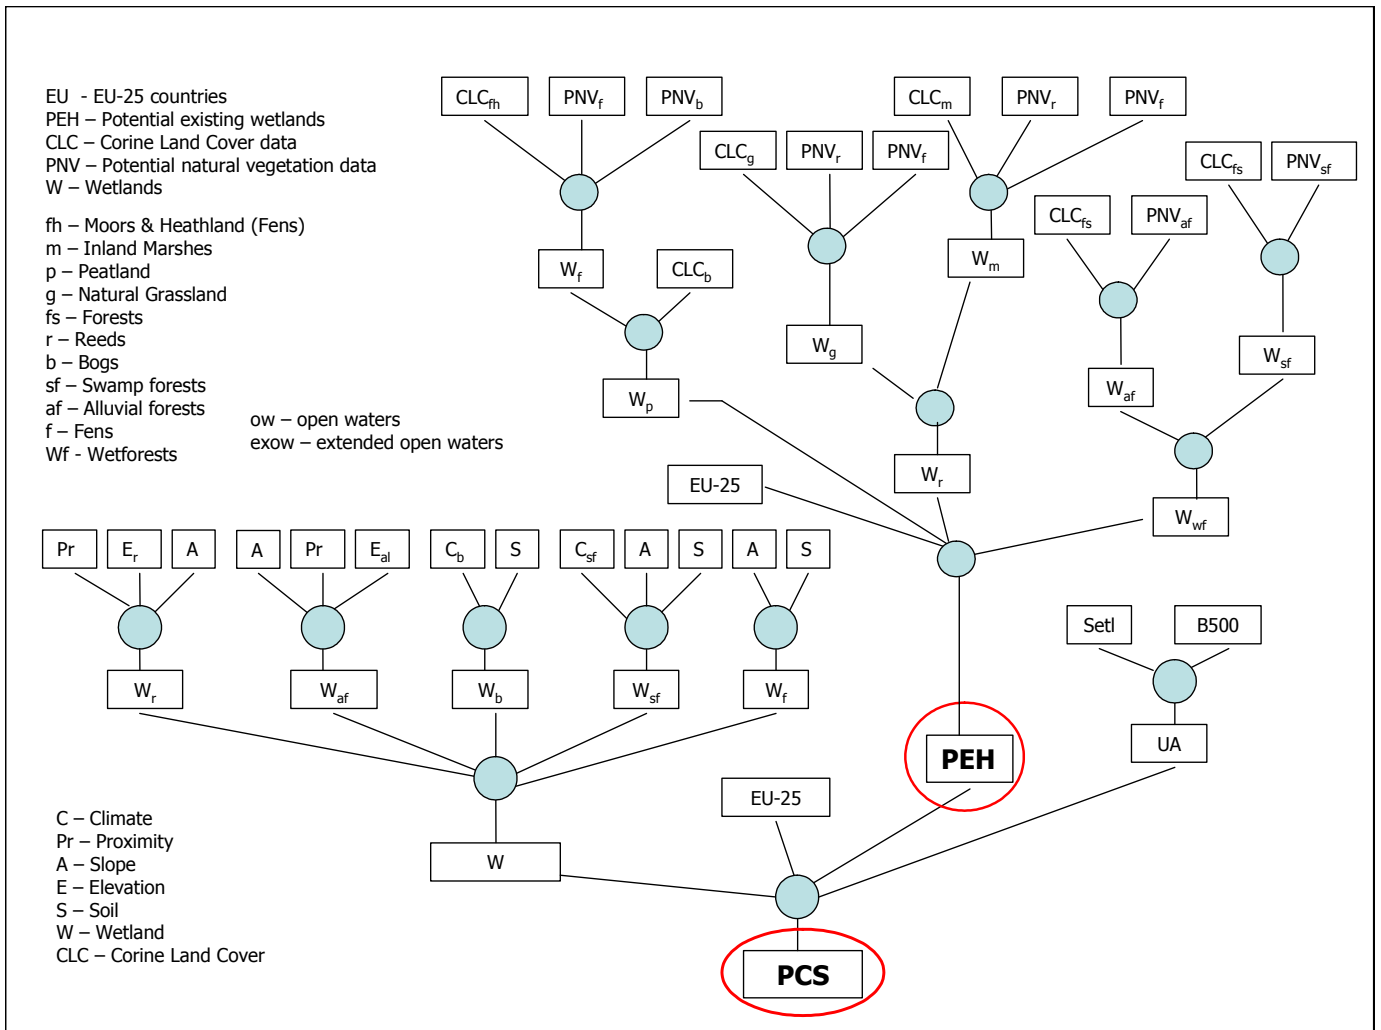 EU - EU-25 countries
PEH – Potential existing wetlands
CLC – Corine Land Cover data
PNV – Potential natural vegetation data
W – Wetlands
fh – Moors & Heathland (Fens)
m – Inland Marshes
p – Peatland
g – Natural Grassland
fs – Forests
r – Reeds
b – Bogs
sf – Swamp forests
af – Alluvial forests
f – Fens
Wf - Wetforests
ow – open waters
exow – extended open waters
CLCfh PNVf PNVb
CLCm PNVr PNVf
CLCg PNVr PNVf
CLCfs PNVsf
CLCfs PNVaf
Wf CLCb
Wm
Wg
Wsf
Wp
Waf
Wr
EU-25
Wwf
Pr Er A
A Pr Eal
Cb S
Csf A S
A S
Setl B500
Wr Waf Wb Wsf Wf
UA
PEH
EU-25
W
PCS
C – Climate
Pr – Proximity
A – Slope
E – Elevation
S – Soil
W – Wetland
CLC – Corine Land Cover